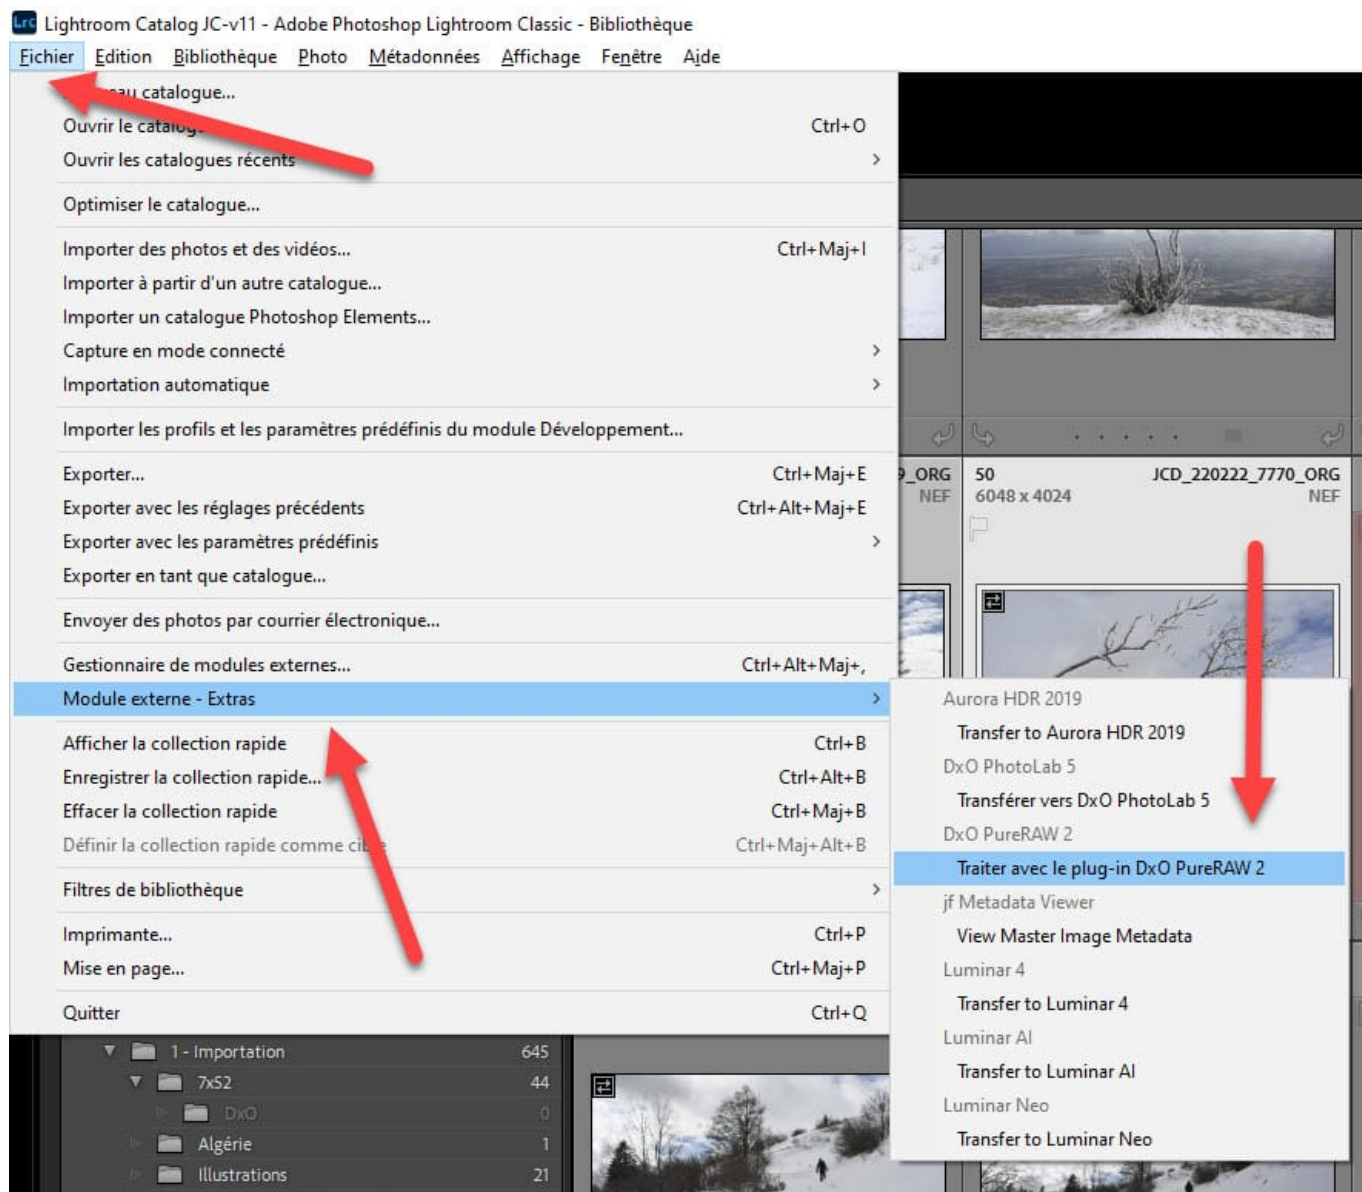 Lrc Lightroom Catalog JC-v11 - Adobe Photoshop Lightroom Classic - Bibliothèque
Fichier Edition Bibliothèque Photo Métadonnées Affichage Fenêtre Aide
catalogue...
Ouvrir le Ctrl+O
Ouvrir les catalogues récents >
Optimiser le catalogue...
Importer des photos et des vidéos... Ctrl+Maj+I
Importer à partir d'un autre catalogue...
Importer un catalogue Photoshop Elements...
Capture en mode connecté >
Importation automatique >
Importer les profils et les paramètres prédéfinis du module Développement...
Exporter... Ctrl+Maj+E
Exporter avec les réglages précédents Ctrl+Alt+Maj+E
Exporter avec les paramètres prédéfinis >
Exporter en tant que catalogue...
Envoyer des photos par courrier électronique...
Gestionnaire de modules externes... Ctrl+Alt+Maj+,
Module externe - Extras >
Afficher la collection rapide Ctrl+B
Enregistrer la collection rapide... Ctrl+Alt+B
Effacer la collection rapide Ctrl+Maj+B
Définir la collection rapide comme Ctrl+Maj+Alt+B
Filtres de bibliothèque >
Imprimante... Ctrl+P
Mise en page... Ctrl+Maj+P
Quitter Ctrl+Q
_ORG
NEF
50 JCD_220222_7770_ORG
6048 x 4024 NEF
Aurora HDR 2019
Transfer to Aurora HDR 2019
DxO PhotoLab 5
Transférer vers DxO PhotoLab 5
DxO PureRAW 2
Traiter avec le plug-in DxO PureRAW 2
jf Metadata Viewer
View Master Image Metadata
Luminar 4
Transfer to Luminar 4
Luminar AI
Transfer to Luminar AI
Luminar Neo
Transfer to Luminar Neo
1 - Importation 645
7x52 44
DxO 0
Algérie 1
Illustrations 21